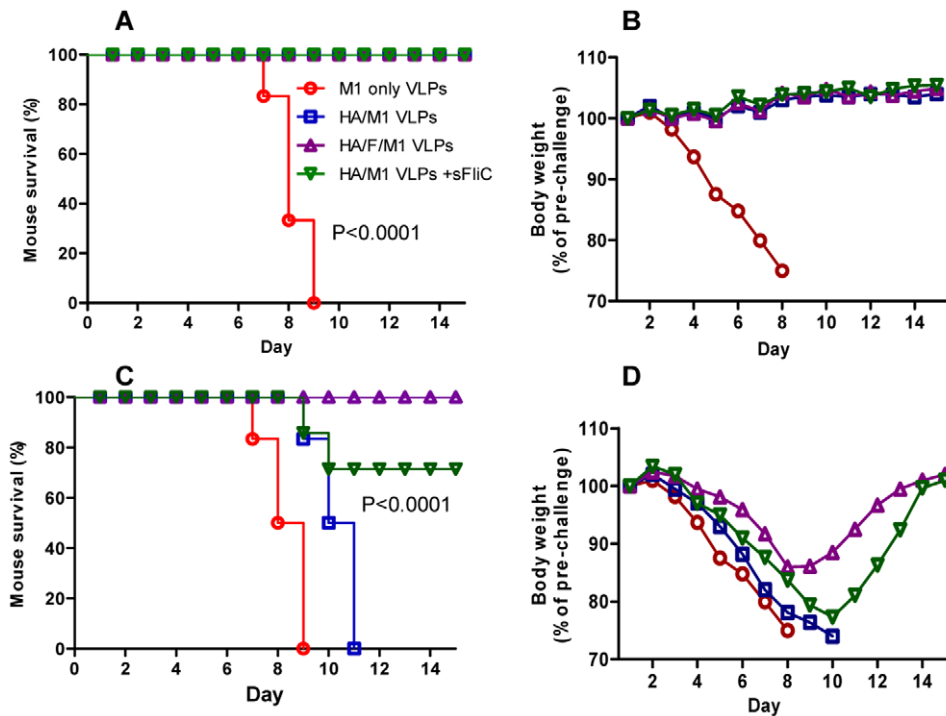 A
Mouse survival (%)
100
80
60
40
20
0
0 2 4 6 8 10 12 14
Day
M1 only VLPs
HA/M1 VLPs
HA/F/M1 VLPs
HA/M1 VLPs +sFliC
P<0.0001
B
Body weight
(% of pre-challenge)
110
100
90
80
70
2 4 6 8 10 12 14
Day
C
Mouse survival (%)
100
80
60
40
20
0
0 2 4 6 8 10 12 14
Day
P<0.0001
D
Body weight
(% of pre-challenge)
110
100
90
80
70
2 4 6 8 10 12 14
Day